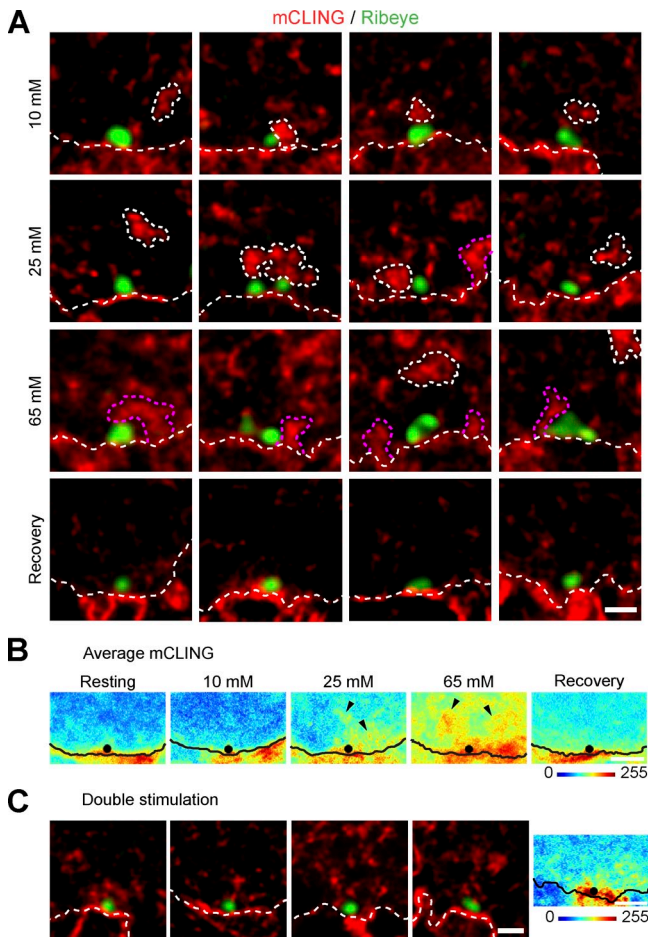 A
mCLING / Ribeye
10 mM
25 mM
65 mM
Recovery
B
Average mCLING
Resting
10 mM
25 mM
65 mM
Recovery
0
255
C
Double stimulation
0
255